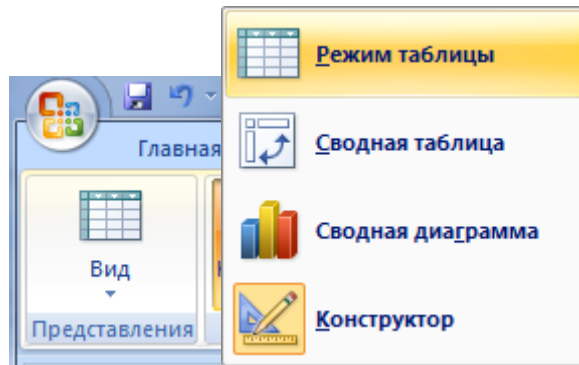 Режим таблицы
Сводная таблица
Сводная диаграмма
Конструктор
Главная
Вид
Представления